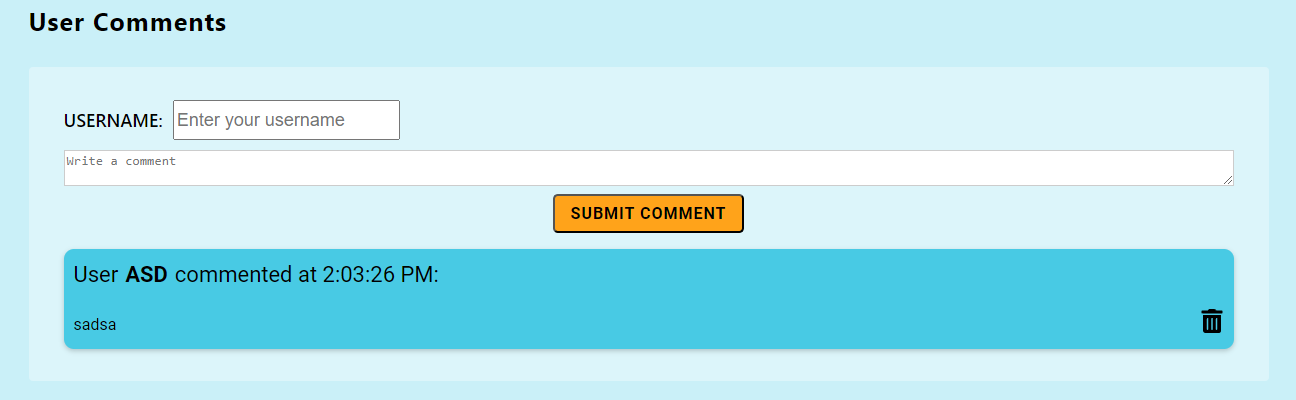 User Comments
USERNAME: Enter your username
Write a comment
SUBMIT COMMENT
User ASD commented at 2:03:26 PM:
sadsa